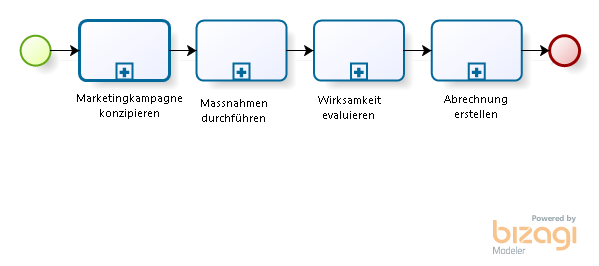 Marketingkampagne
konzipieren
Massnahmen
durchführen
Wirksamkeit
evaluieren
Abrechnung
erstellen
Powered by
bizagi
Modeler